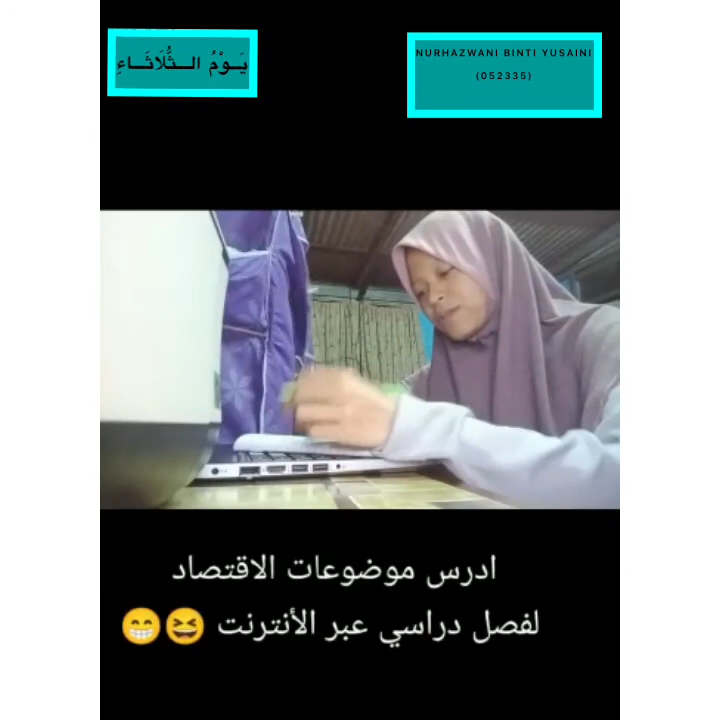 يَـوْمُ الـثُّلَاثَـاءِ
NURHAZWANI BINTI YUSAINI
(052335)
ادرس موضوعات الاقتصاد
لفصل دراسي عبر الأنترنت 😆😁